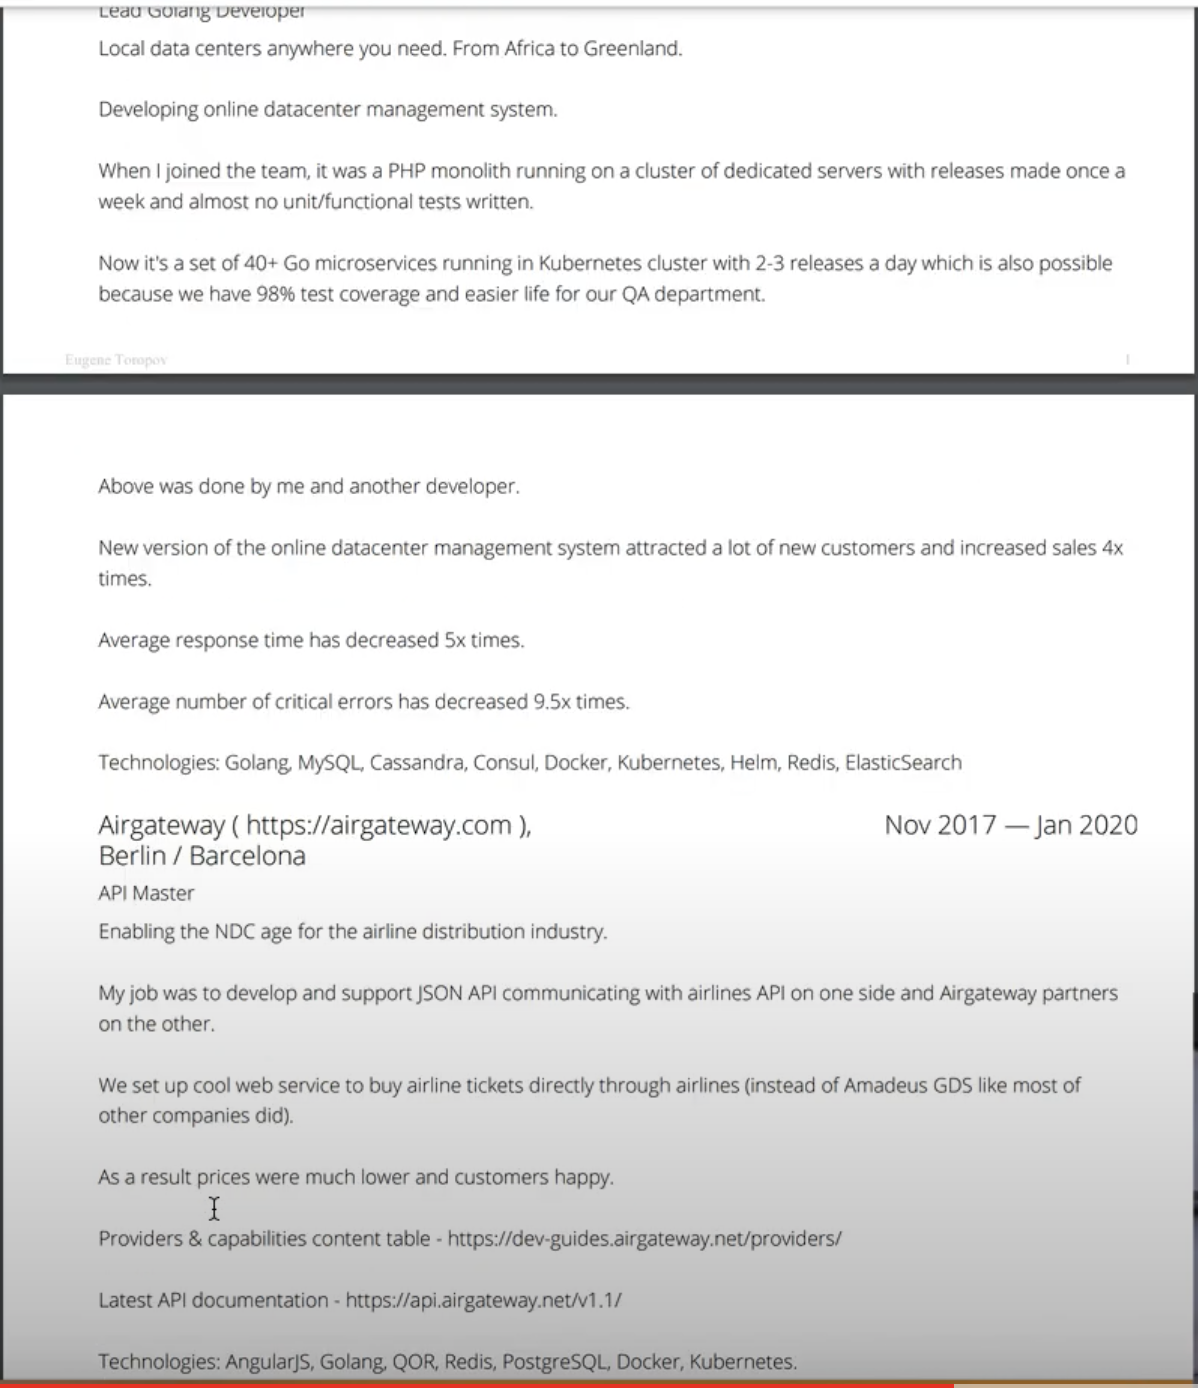 Lead Golang Developer
Local data centers anywhere you need. From Africa to Greenland.
Developing online datacenter management system.
When I joined the team, it was a PHP monolith running on a cluster of dedicated servers with releases made once a
week and almost no unit/functional tests written.
Now it's a set of 40+ Go microservices running in Kubernetes cluster with 2-3 releases a day which is also possible
because we have 98% test coverage and easier life for our QA department.
Eugene Toropov 1
Above was done by me and another developer.
New version of the online datacenter management system attracted a lot of new customers and increased sales 4x
times.
Average response time has decreased 5x times.
Average number of critical errors has decreased 9.5x times.
Technologies: Golang, MySQL, Cassandra, Consul, Docker, Kubernetes, Helm, Redis, ElasticSearch
Airgateway ( https://airgateway.com ), Nov 2017 — Jan 2020
Berlin / Barcelona
API Master
Enabling the NDC age for the airline distribution industry.
My job was to develop and support JSON API communicating with airlines API on one side and Airgateway partners
on the other.
We set up cool web service to buy airline tickets directly through airlines (instead of Amadeus GDS like most of
other companies did).
As a result prices were much lower and customers happy.
Providers & capabilities content table - https://dev-guides.airgateway.net/providers/
Latest API documentation - https://api.airgateway.net/v1.1/
Technologies: AngularJS, Golang, QOR, Redis, PostgreSQL, Docker, Kubernetes.